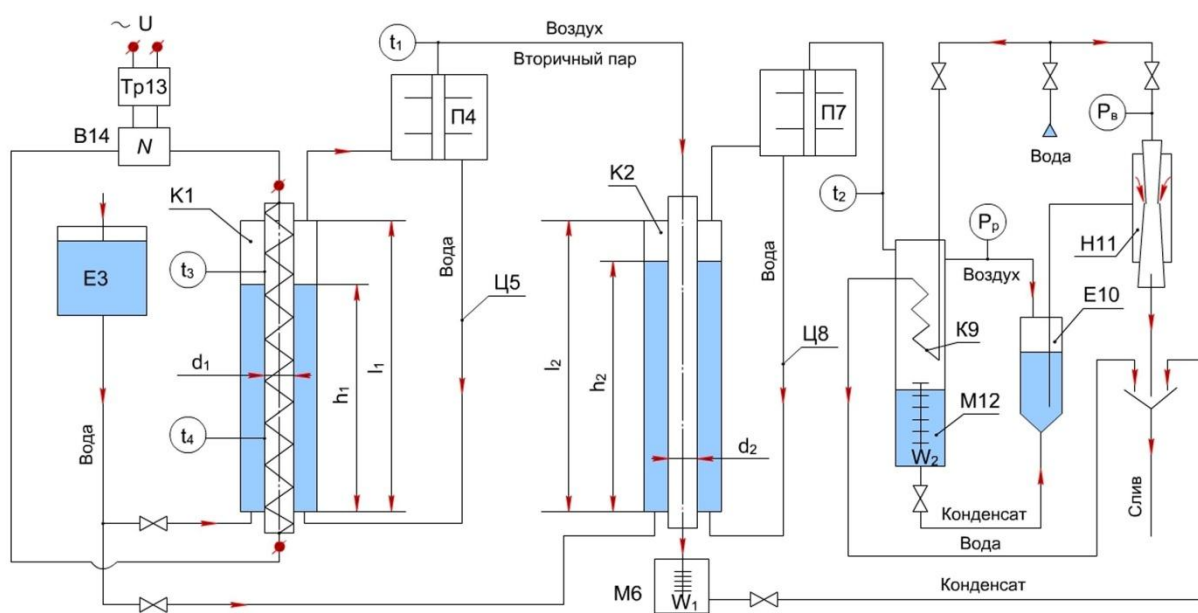 ~ U
Тр13
В14
N
К1
Е3
t₃
d₁
t₄
h₁
l₁
Вода
t₁
П4
Воздух
Вторичный пар
Вода
Ц5
К2
l₂
h₂
d₂
М6
W₁
П7
t₂
Вода
Ц8
Вода
Pв
Pр
Воздух
Н11
Е10
К9
М12
W₂
Конденсат
Вода
Слив
Конденсат